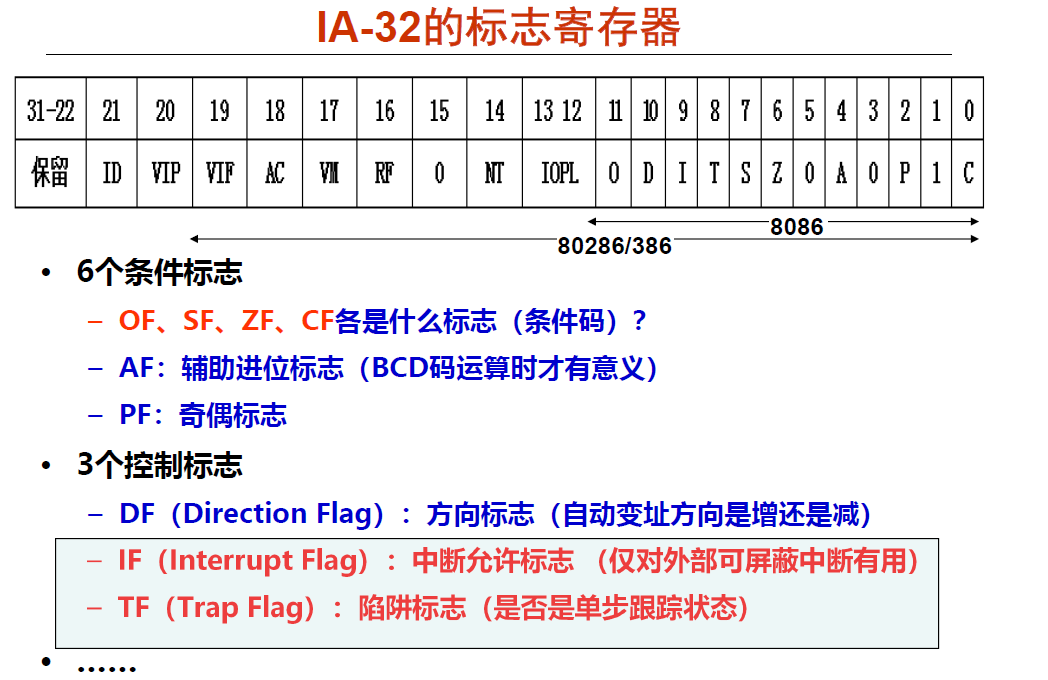 IA-32的标志寄存器
31-22 21 20 19 18 17 16 15 14 13 12 11 10 9 8 7 6 5 4 3 2 1 0
保留 ID VIP VIF AC VM RF 0 NT IOPL 0 D I T S Z 0 A 0 P 1 C
8086
80286/386
• 6个条件标志
– OF、SF、ZF、CF各是什么标志（条件码）？
– AF：辅助进位标志（BCD码运算时才有意义）
– PF：奇偶标志
• 3个控制标志
– DF（Direction Flag）：方向标志（自动变址方向是增还是减）
– IF（Interrupt Flag）：中断允许标志 （仅对外部可屏蔽中断有用）
– TF（Trap Flag）：陷阱标志（是否是单步跟踪状态）
• ……